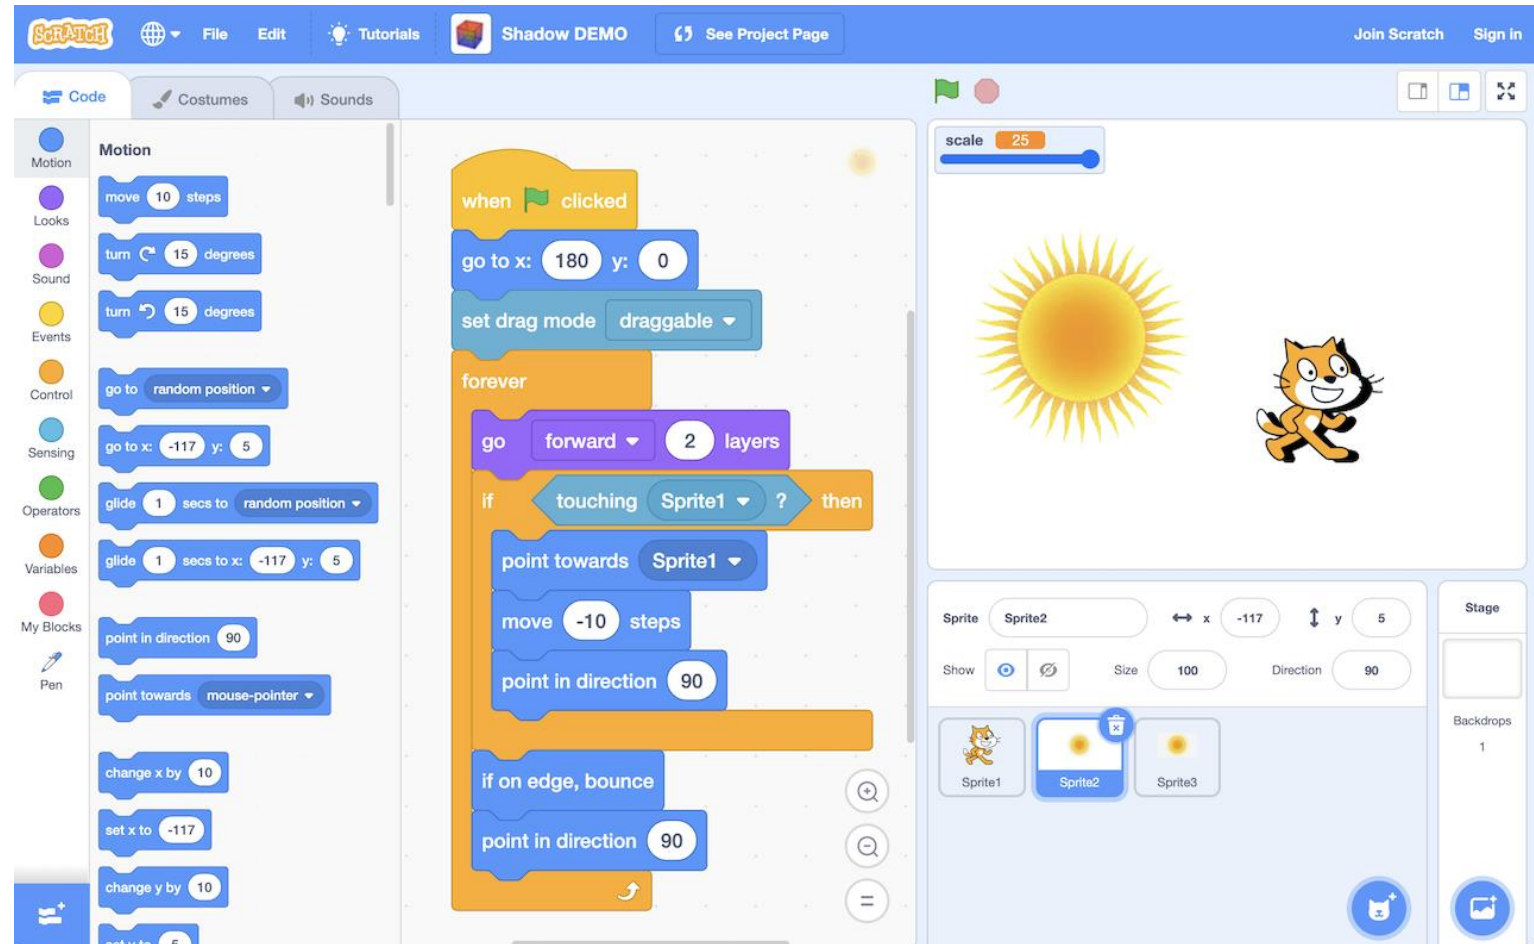 SCRATCH
File
Edit
Tutorials
Shadow DEMO
See Project Page
Join Scratch
Sign in
Code
Costumes
Sounds
Motion
Looks
Sound
Events
Control
Sensing
Operators
Variables
My Blocks
Pen
Motion
move 10 steps
turn 15 degrees
turn 15 degrees
go to random position
go to x: -117 y: 5
glide 1 secs to random position
glide 1 secs to x: -117 y: 5
point in direction 90
point towards mouse-pointer
change x by 10
set x to -117
change y by 10
set y to 5
when clicked
go to x: 180 y: 0
set drag mode draggable
forever
go forward 2 layers
if touching Sprite1 ? then
point towards Sprite1
move -10 steps
point in direction 90
if on edge, bounce
point in direction 90
scale 25
Sprite Sprite2 x -117 y 5
Show Size 100 Direction 90
Sprite1
Sprite2
Sprite3
Stage
Backdrops
1